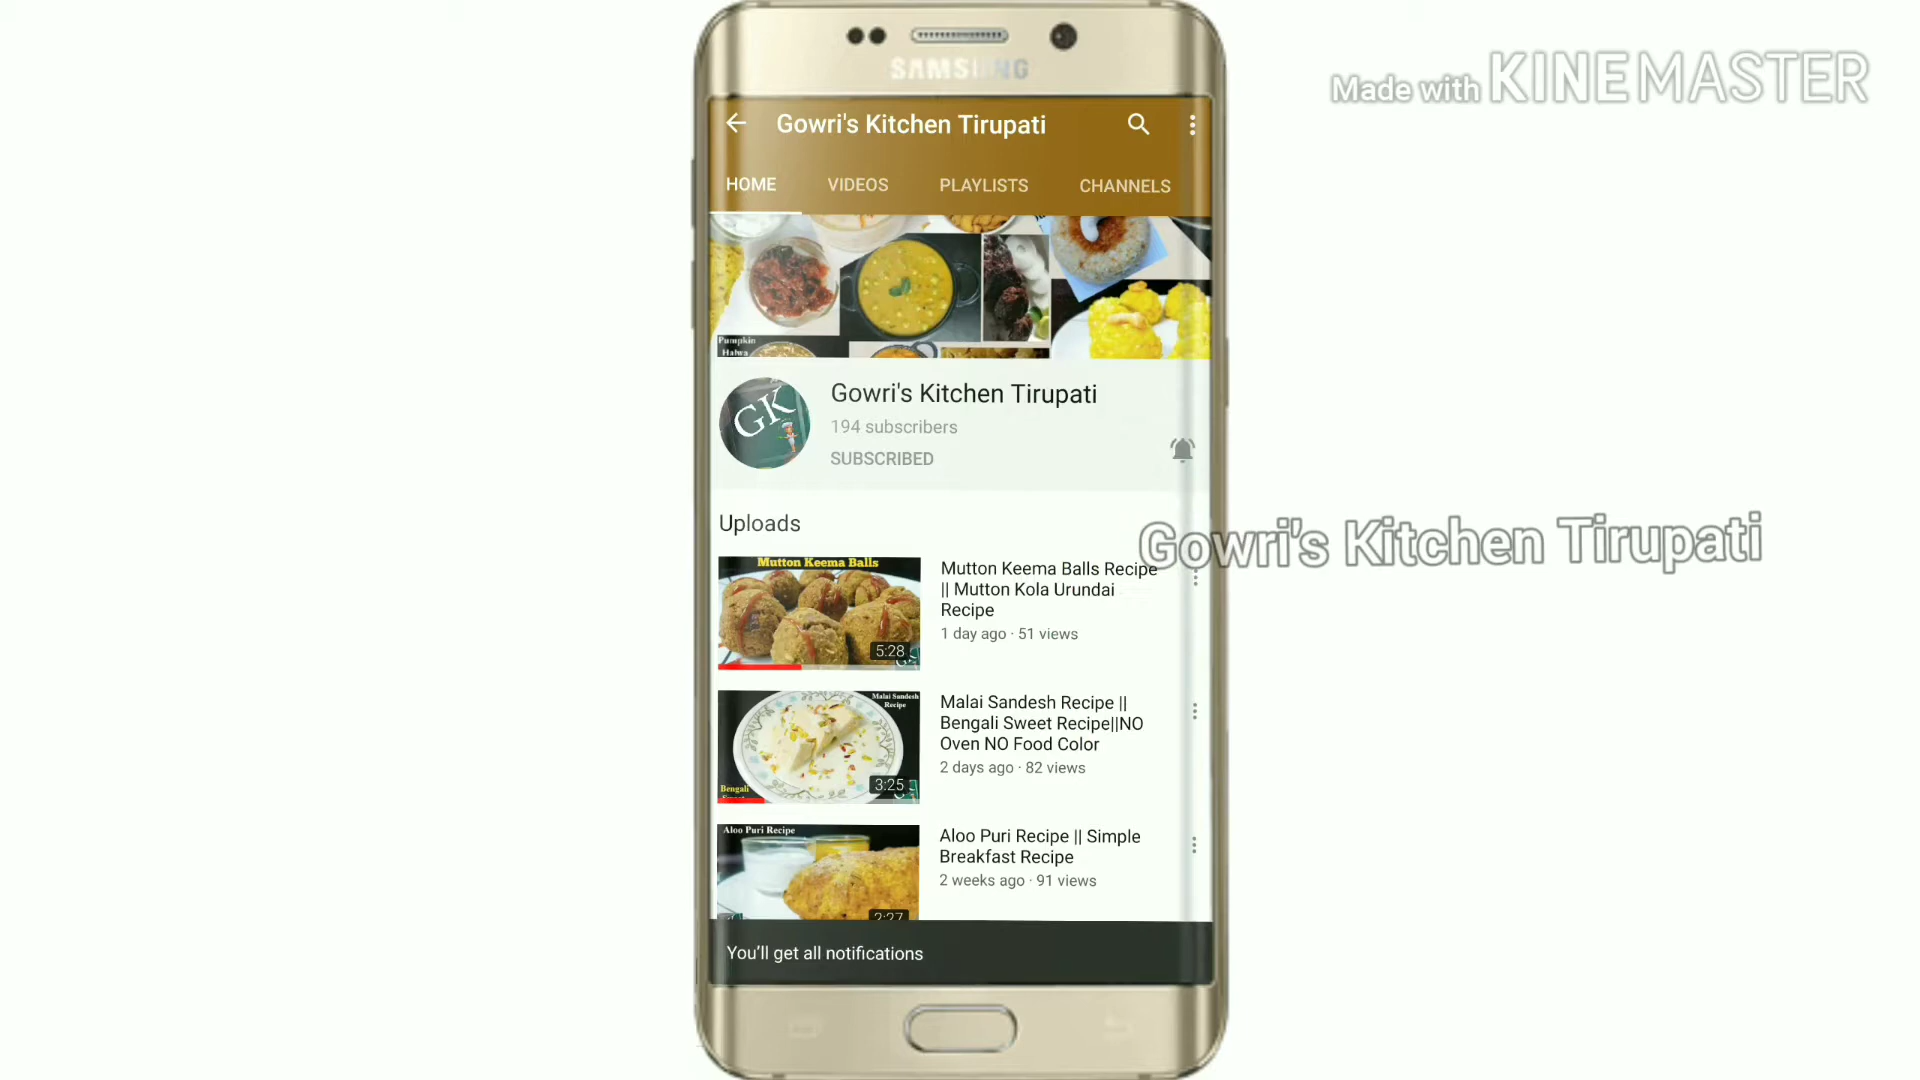 SAMSUNG
Made with KINEMASTER
Gowri's Kitchen Tirupati
HOME VIDEOS PLAYLISTS CHANNELS
Pumpkin
Halwa
GK
Gowri's Kitchen Tirupati
194 subscribers
SUBSCRIBED
Uploads
Gowri's Kitchen Tirupati
Mutton Keema Balls
5:28
Mutton Keema Balls Recipe
|| Mutton Kola Urundai
Recipe
1 day ago · 51 views
Malai Sandesh
Recipe
Bengali
3:25
Malai Sandesh Recipe ||
Bengali Sweet Recipe||NO
Oven NO Food Color
2 days ago · 82 views
Aloo Puri Recipe
2:27
Aloo Puri Recipe || Simple
Breakfast Recipe
2 weeks ago · 91 views
You'll get all notifications